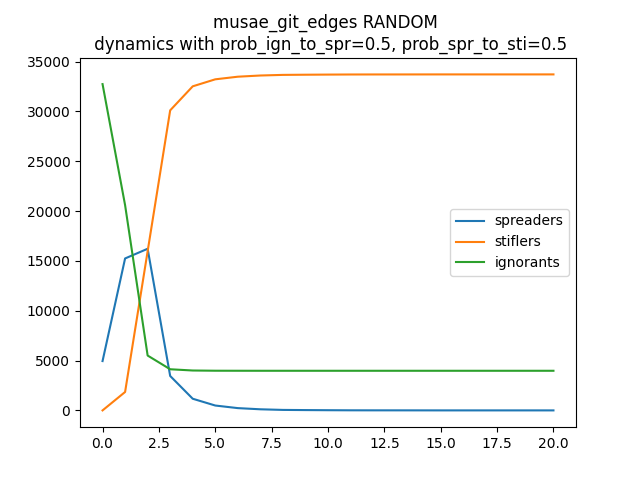 musae_git_edges RANDOM
dynamics with prob_ign_to_spr=0.5, prob_spr_to_sti=0.5
35000
30000
25000
20000
15000
10000
5000
0
spreaders
stiflers
ignorants
0.0 2.5 5.0 7.5 10.0 12.5 15.0 17.5 20.0